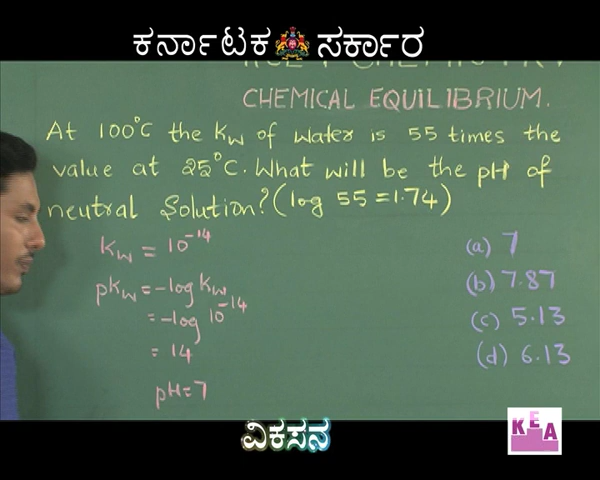 ಕರ್ನಾಟಕ ಸರ್ಕಾರ
CHEMICAL EQUILIBRIUM.
At 100°C the Kw of water is 55 times the
value at 25°C. What will be the pH of
neutral Solution? (log 55 = 1.74)
Kw = 10⁻¹⁴
pKw = -log Kw
= -log 10⁻¹⁴
= 14
pH = 7
(a) 7
(b) 7.87
(c) 5.13
(d) 6.13
ವಿಕಸನ
KEA